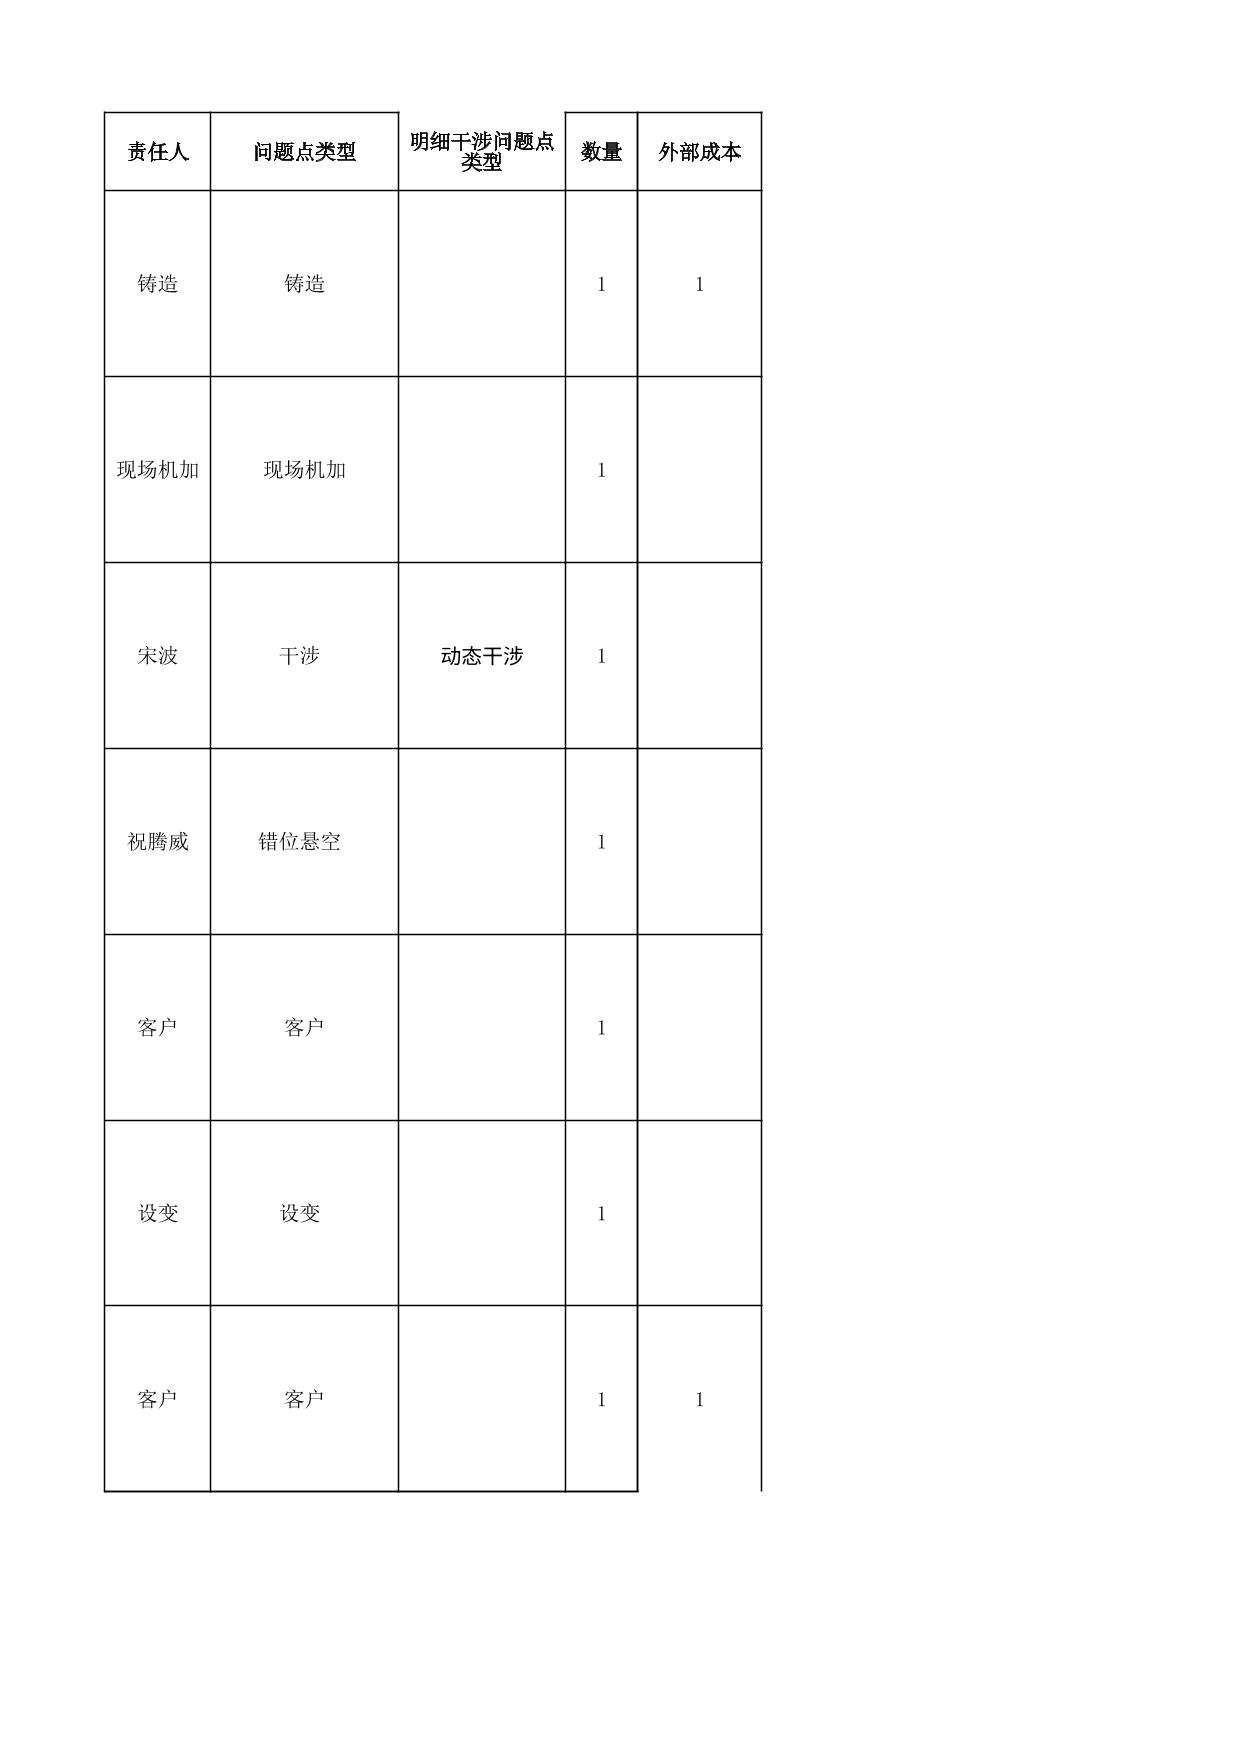 责任人 问题点类型 明细干涉问题点
类型 数量 外部成本
铸造 铸造 1 1
现场机加 现场机加 1
宋波 干涉 动态干涉 1
祝腾威 错位悬空 1
客户 客户 1
设变 设变 1
客户 客户 1 1